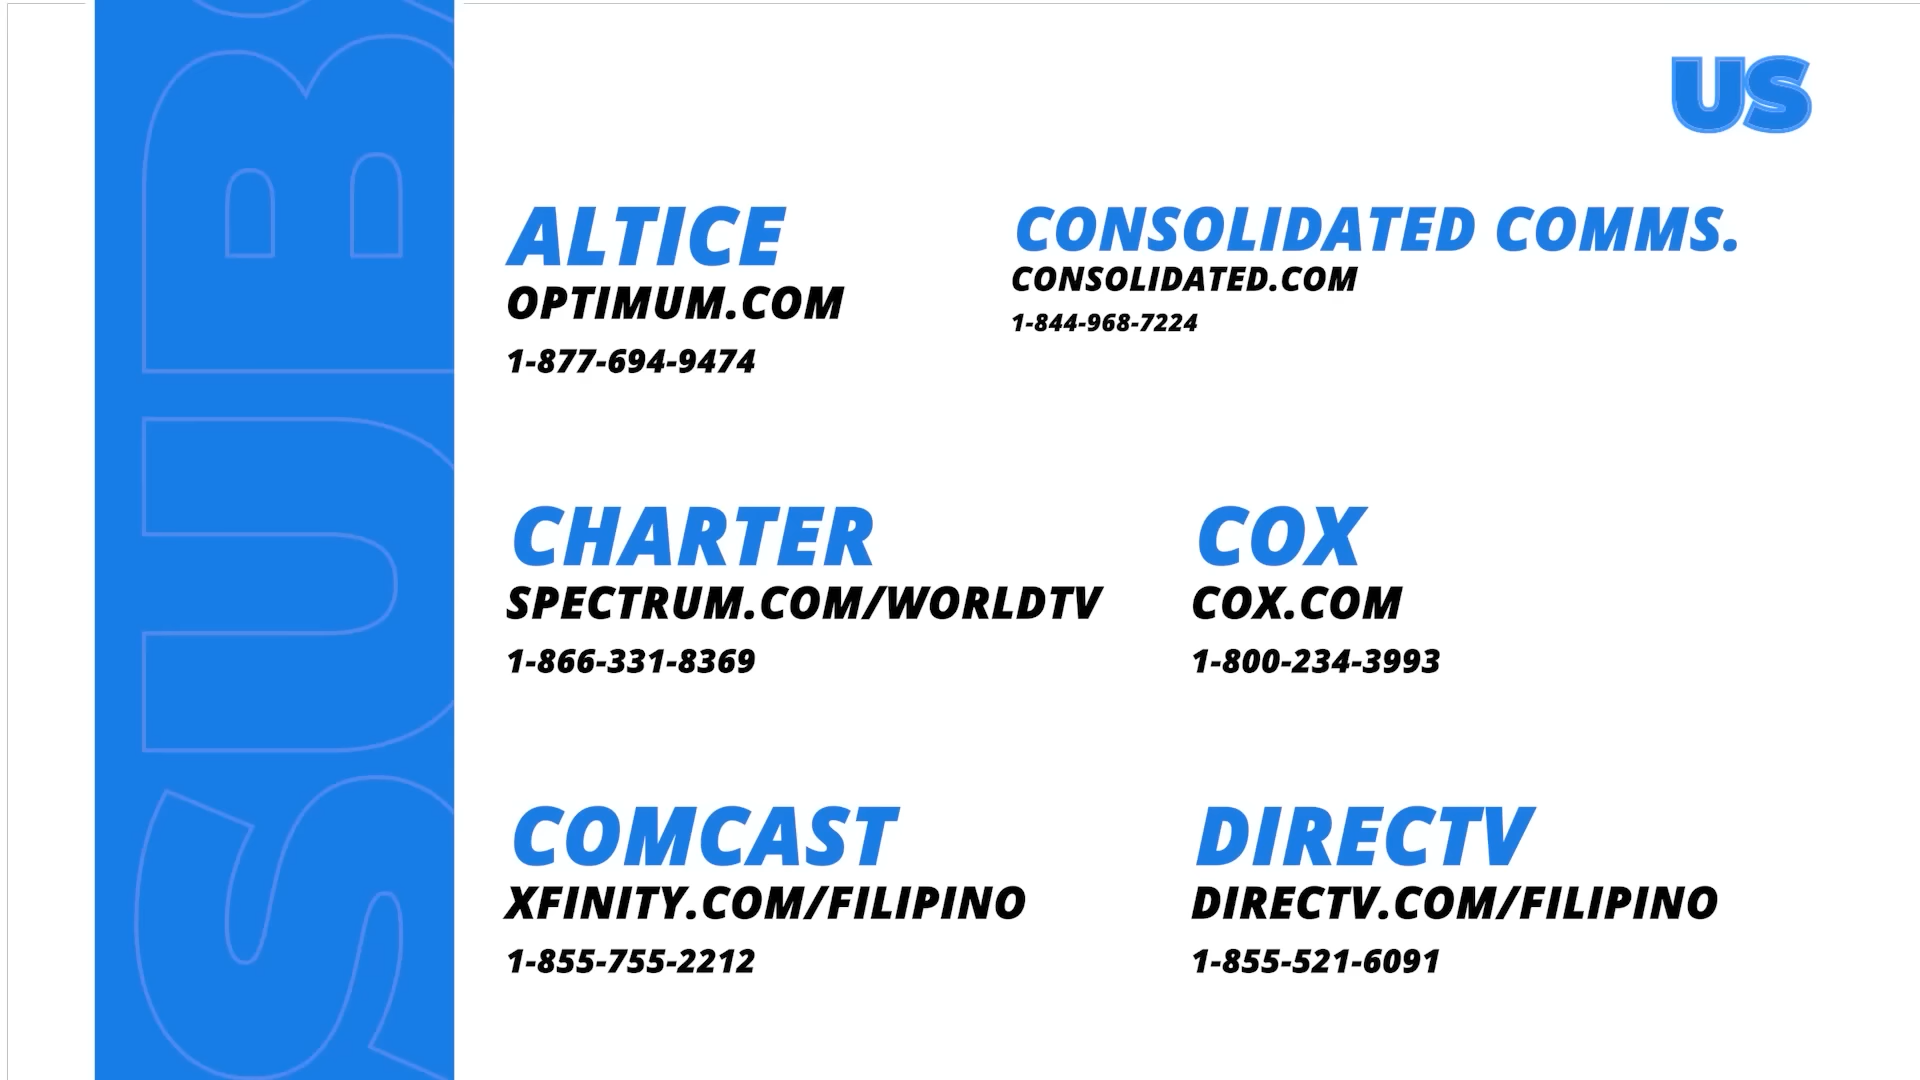 US
ALTICE
OPTIMUM.COM
1-877-694-9474
CONSOLIDATED COMMS.
CONSOLIDATED.COM
1-844-968-7224
CHARTER
SPECTRUM.COM/WORLDTV
1-866-331-8369
COX
COX.COM
1-800-234-3993
COMCAST
XFINITY.COM/FILIPINO
1-855-755-2212
DIRECTV
DIRECTV.COM/FILIPINO
1-855-521-6091
SUB